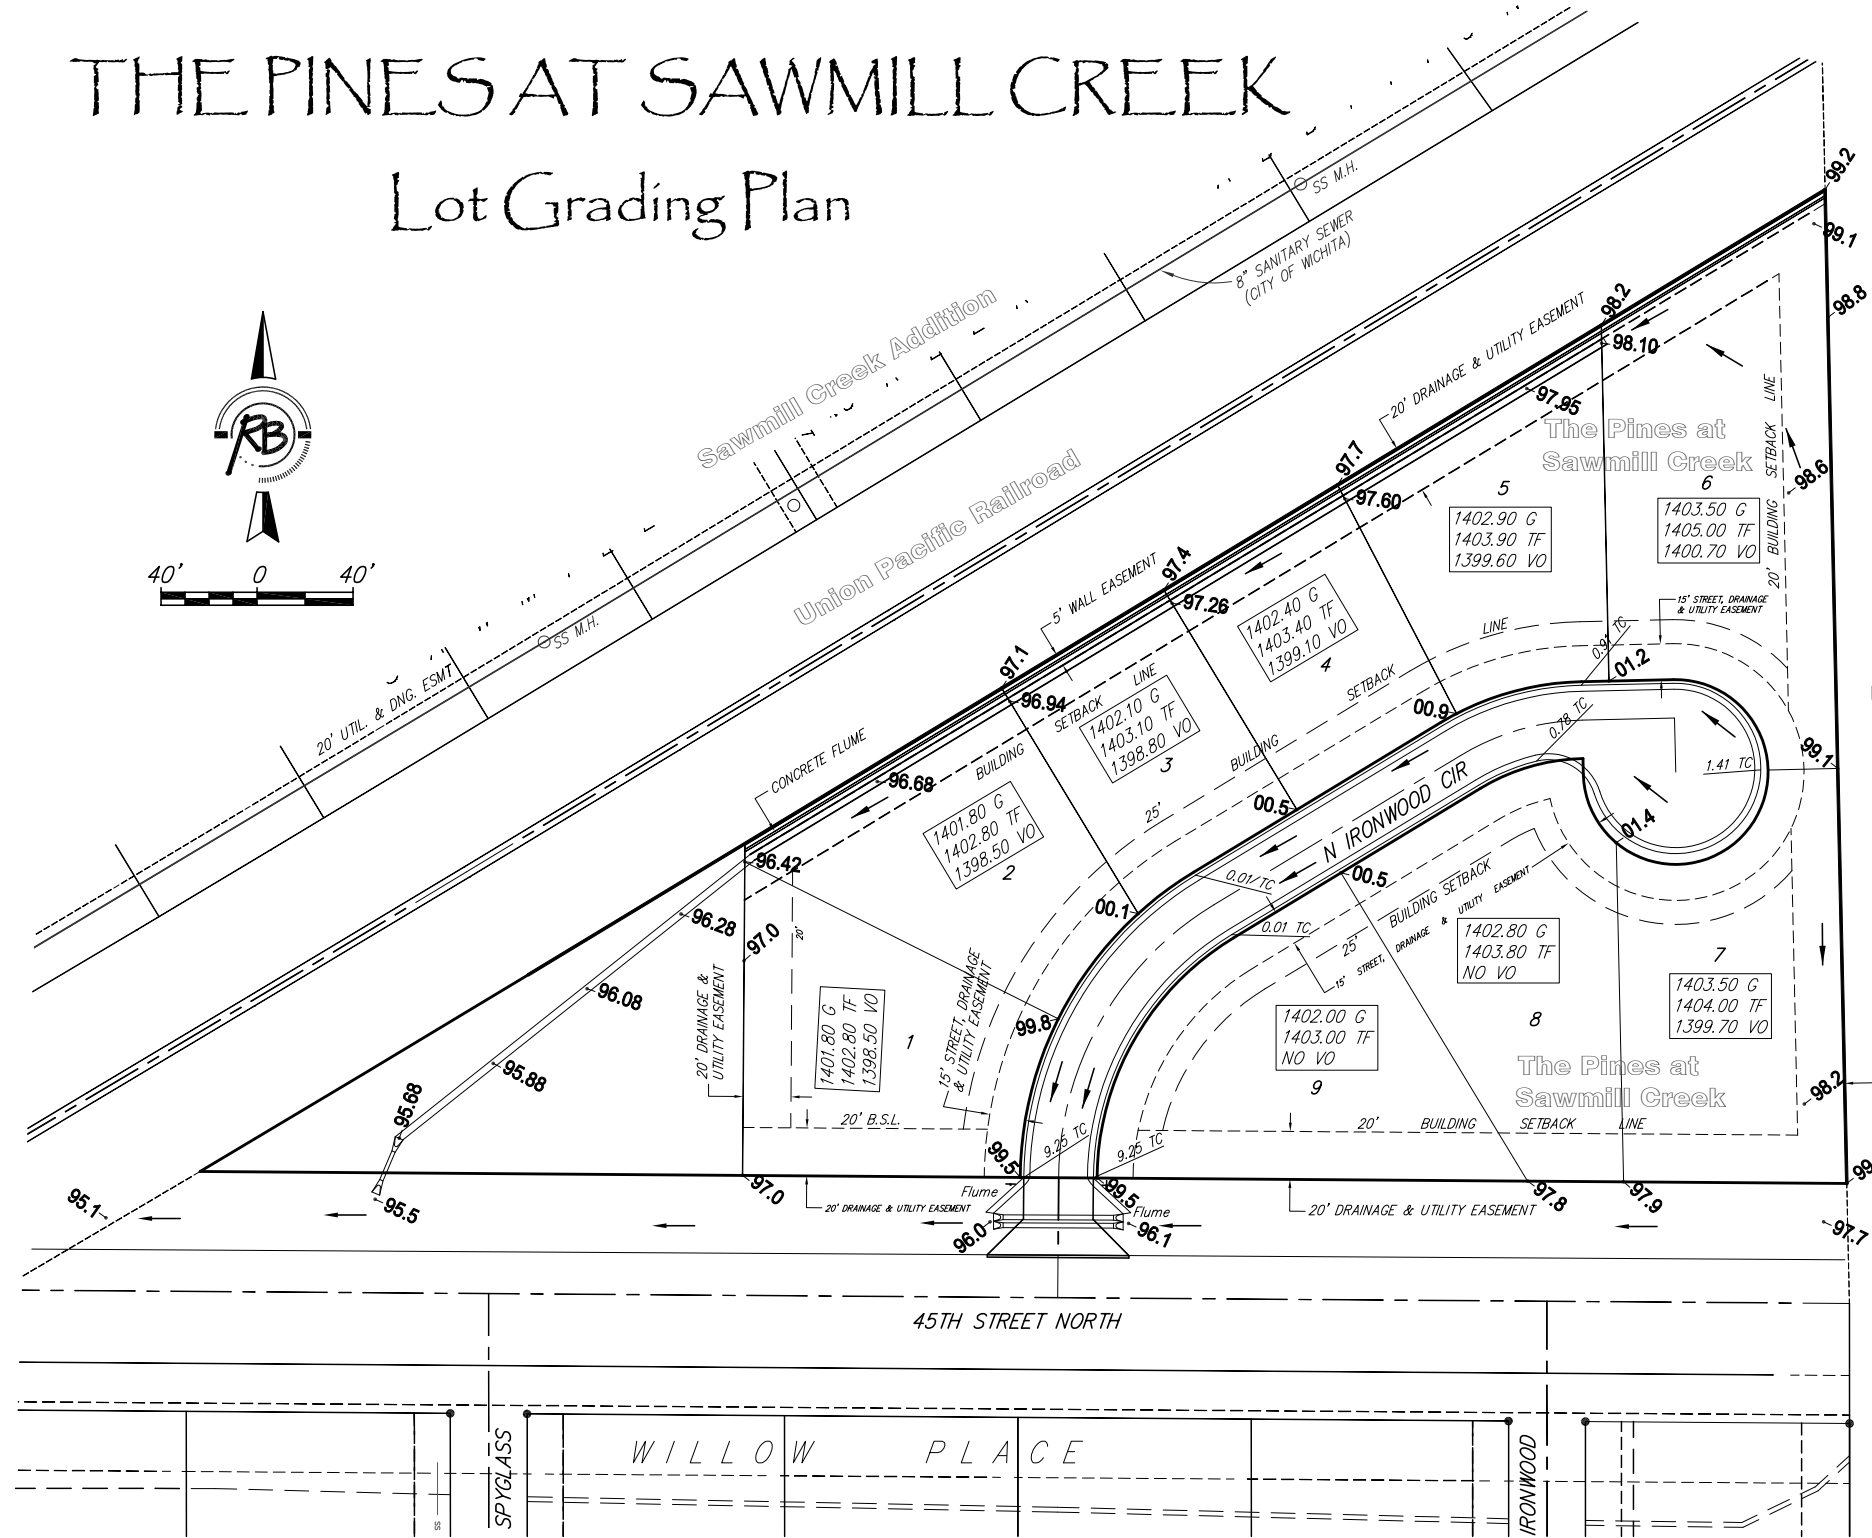 THE PINES AT SAWMILL CREEK
Lot Grading Plan
SS M.H.
8" SANITARY SEWER
(CITY OF WICHITA)
Sawmill Creek Addition
Union Pacific Railroad
RB
40' 0 40'
SS M.H.
20' UTIL. & DNG. ESMT
99.2
99.1
98.8
98.6
98.2
98.10
97.95
20' DRAINAGE & UTILITY EASEMENT
97.7
97.60
97.4
97.26
5' WALL EASEMENT
97.1
96.94
CONCRETE FLUME
96.68
96.42
96.28
96.08
95.88
95.68
95.5
95.1
The Pines at
Sawmill Creek
20' BUILDING SETBACK LINE
6
1403.50 G
1405.00 TF
1400.70 VO
15' STREET, DRAINAGE
& UTILITY EASEMENT
5
1402.90 G
1403.90 TF
1399.60 VO
1402.40 G
1403.40 TF
1399.10 VO
4
1402.10 G
1403.10 TF
1398.80 VO
3
1401.80 G
1402.80 TF
1398.50 VO
2
BUILDING SETBACK LINE
25' BUILDING SETBACK LINE
0.97 TC
01.2
00.9
0.78 TC
1.41 TC
99.1
01.4
00.5
N IRONWOOD CIR
0.01 TC
00.5
0.01 TC
00.1
99.8
97.0
20'
20' DRAINAGE &
UTILITY EASEMENT
1401.80 G
1402.80 TF
1398.50 VO
1
15' STREET, DRAINAGE
& UTILITY EASEMENT
20' B.S.L.
25' BUILDING SETBACK
15' STREET, DRAINAGE & UTILITY EASEMENT
1402.80 G
1403.80 TF
NO VO
8
7
1403.50 G
1404.00 TF
1399.70 VO
1402.00 G
1403.00 TF
NO VO
9
The Pines at
Sawmill Creek
98.2
20' BUILDING SETBACK LINE
9.25 TC
9.25 TC
99.5
99.5
97.0
Flume
Flume
20' DRAINAGE & UTILITY EASEMENT
96.0
96.1
20' DRAINAGE & UTILITY EASEMENT
97.8
97.9
99
97.7
45TH STREET NORTH
WILLOW PLACE
SPYGLASS
IRONWOOD
SS